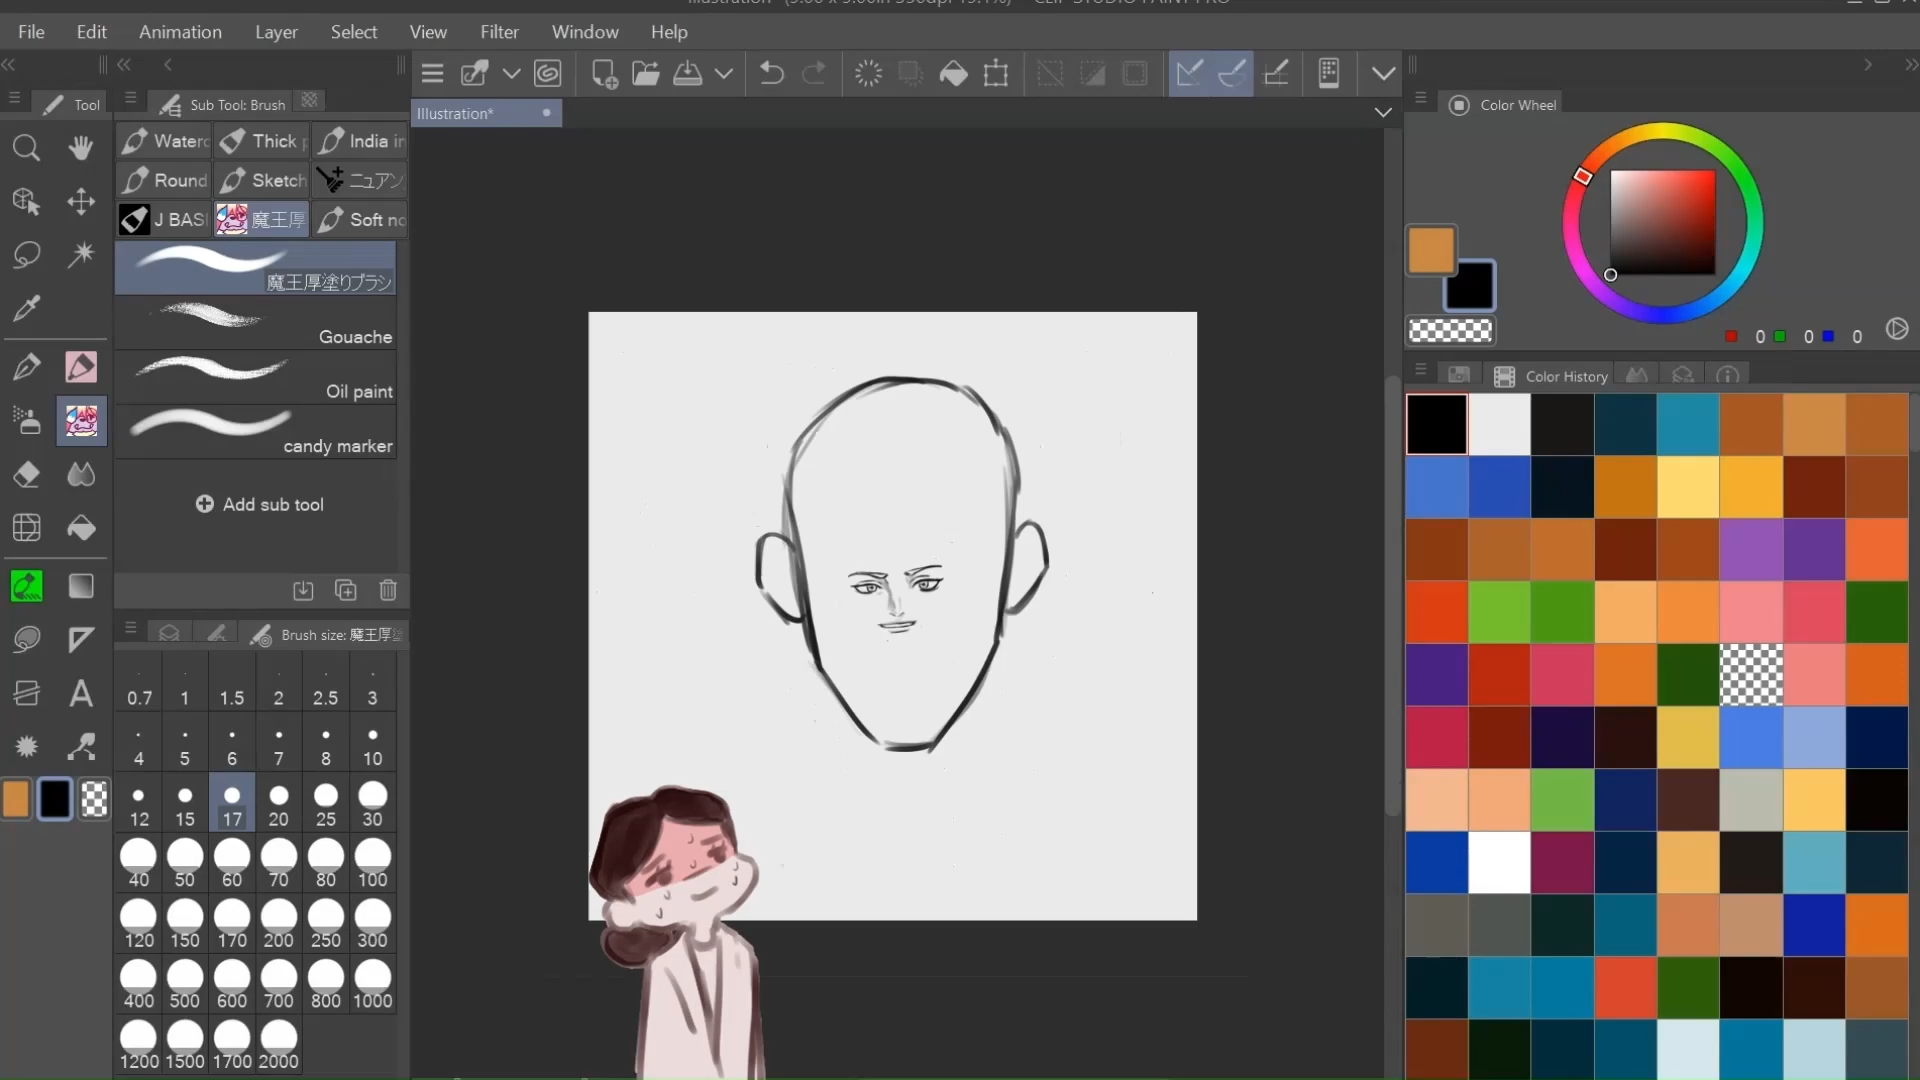 File Edit Animation Layer Select View Filter Window Help
Tool
Sub Tool: Brush
Illustration*
Color Wheel
Waterc Thick p India in
Round Sketch ニュアン
J BAS 魔王厚 Soft no
魔王厚塗りブラシ
Gouache
Oil paint
candy marker
Add sub tool
0 0 0
Color History
Brush size: 魔王厚塗
0.7 1 1.5 2 2.5 3
4 5 6 7 8 10
12 15 17 20 25 30
40 50 60 70 80 100
120 150 170 200 250 300
400 500 600 700 800 1000
1200 1500 1700 2000